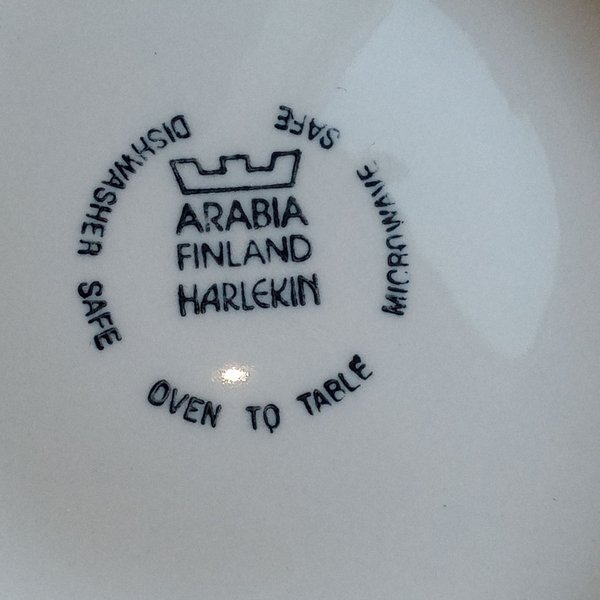 ARABIA
FINLAND
HARLEKIN
DISHWASHER SAFE
OVEN TO TABLE
MICROWAVE SAFE